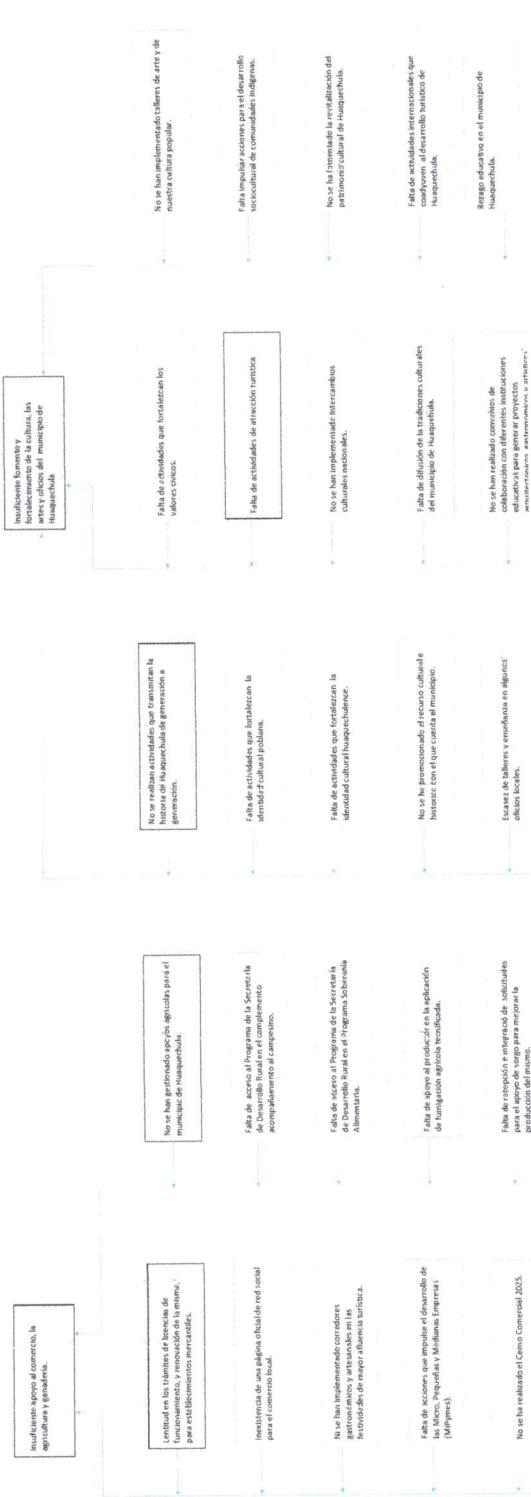 Insuficiente apoyo al comercio, la
agricultura y ganadería.
Lentitud en los trámites de licencias de
funcionamiento, y renovación de la misma,
para establecimientos mercantiles.
Inexistencia de una página oficial de red social
para el comercio local.
Ni se han implementado corredores
gastronómicos y artesanales en las
festividades de mayor afluencia turística.
Falta de acciones que impulse el desarrollo de
las Micro, Pequeñas y Medianas Empresas
(MiPymes).
No se ha realizado el Censo Comercial 2025.
No se han gestionado apoyos agrícolas para el
municipio de Huaquechula.
Falta de acceso al Programa de la Secretaría
de Desarrollo Rural en el complemento
acompañamiento al campesino.
Falta de acceso al Programa de la Secretaría
de Desarrollo Rural en el Programa Soberanía
Alimentaria.
Falta de apoyo al productor en la aplicación
de fumigación agrícola tecnificada.
Falta de retepción e integració de solicitudes
para el apoyo de sorgo para mejorar la
producción del mismo.
Insuficiente fomento y
fortalecimiento de la cultura, las
artes y oficios del municipio de
Huaquechula
No se realizan actividades que transmitan la
historia de Huaquechula de generación a
generación.
Falta de actividades que fortalezcan la
identidad cultural poblana.
Falta de actividades que fortalezcan la
identidad cultural huaquechulence.
No se he promocionado el recurso cultural e
historico con el que cuenta el municipio.
Escasez de talleres y enseñanza en algunos
oficios locales.
Falta de actividades que fortalezcan los
valores cívicos.
Falta de actividades de atracción turística
No se han implementado intercambios
culturales nacionales.
Falta de difusión de la tradiciones culturales
del municipio de Huaquechula.
No se han realizado convenios de
colaboración con diferentes instituciones
educativas para generar proyectos
arquitectonicos, gastronomicos y artisticos
No se han implementado talleres de arte y de
nuestra cultura popular.
Falta impulsar acciones para el desarrollo
sociocultural de comunidades indígenas.
No se ha fomentado la revitalización del
patrimonio cultural de Huaquechula.
Falta de actividades internacionales que
coadyuven al desarrollo turístico de
Huaquechula.
Rezago educativo en el municipio de
Huaquechula.